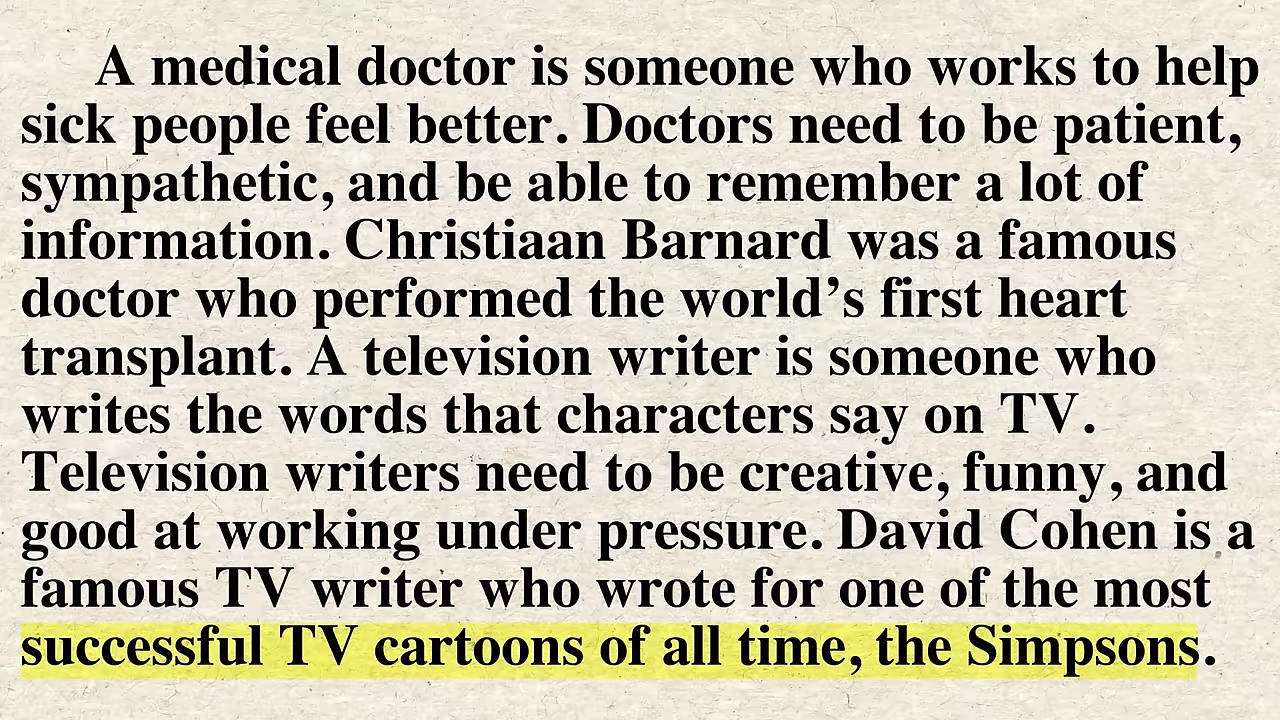 A medical doctor is someone who works to help
sick people feel better. Doctors need to be patient,
sympathetic, and be able to remember a lot of
information. Christiaan Barnard was a famous
doctor who performed the world’s first heart
transplant. A television writer is someone who
writes the words that characters say on TV.
Television writers need to be creative, funny, and
good at working under pressure. David Cohen is a
famous TV writer who wrote for one of the most
successful TV cartoons of all time, the Simpsons.